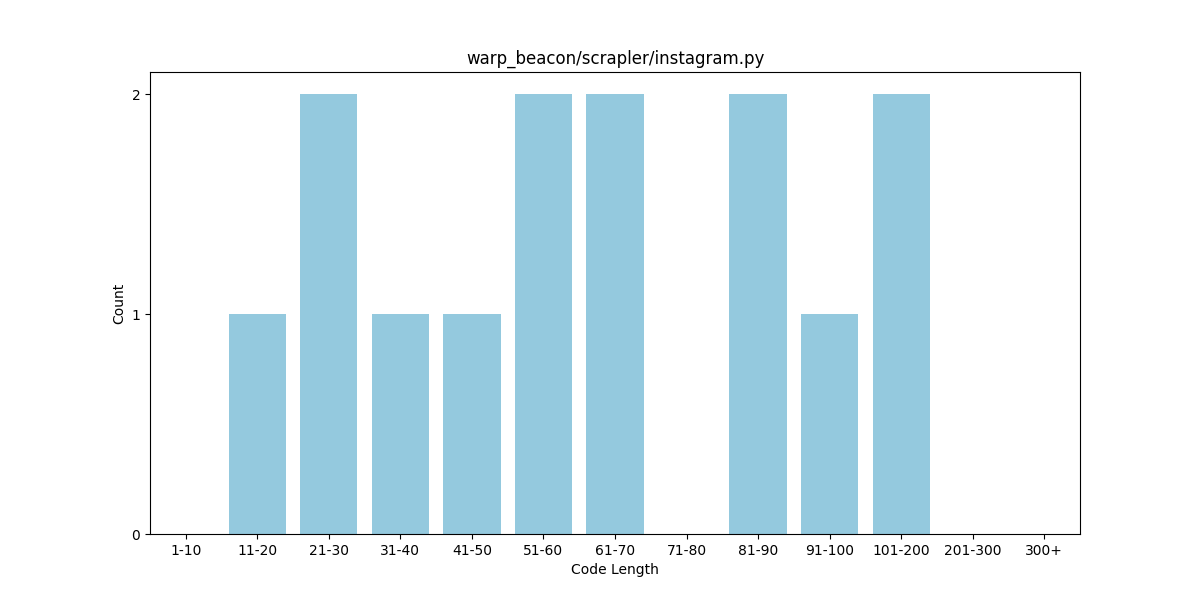 warp_beacon/scrapler/instagram.py
Count
2
1
0
1-10 11-20 21-30 31-40 41-50 51-60 61-70 71-80 81-90 91-100 101-200 201-300 300+
Code Length